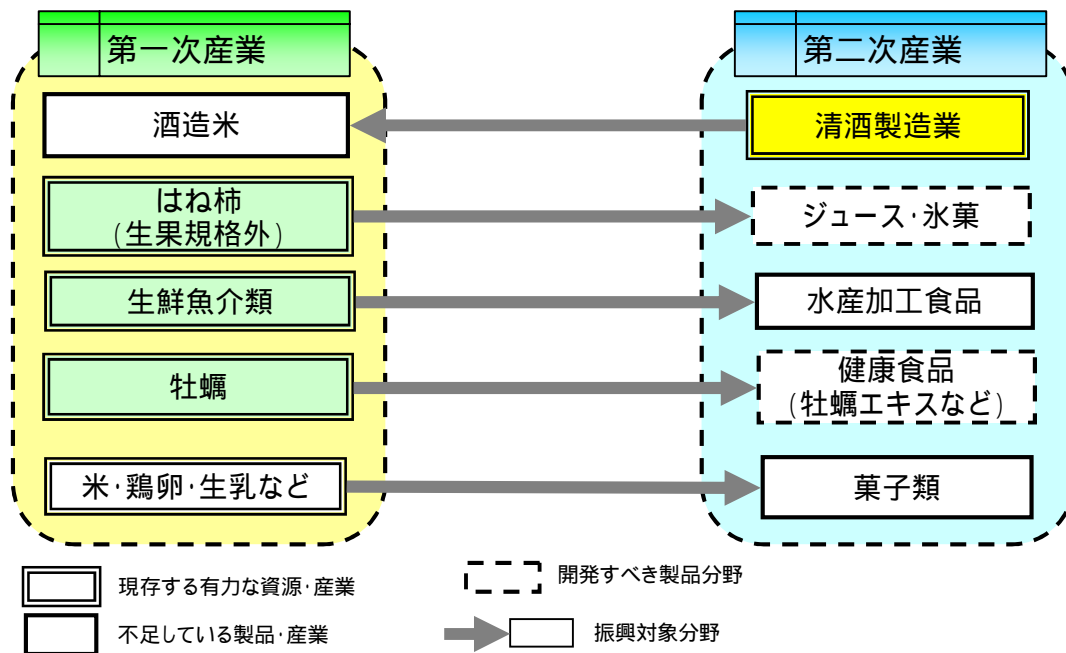 第一次産業
第二次産業
酒造米
清酒製造業
はね柿
(生果規格外)
ジュース・氷菓
生鮮魚介類
水産加工食品
牡蠣
健康食品
(牡蠣エキスなど)
米・鶏卵・生乳など
菓子類
現存する有力な資源・産業
開発すべき製品分野
不足している製品・産業
振興対象分野